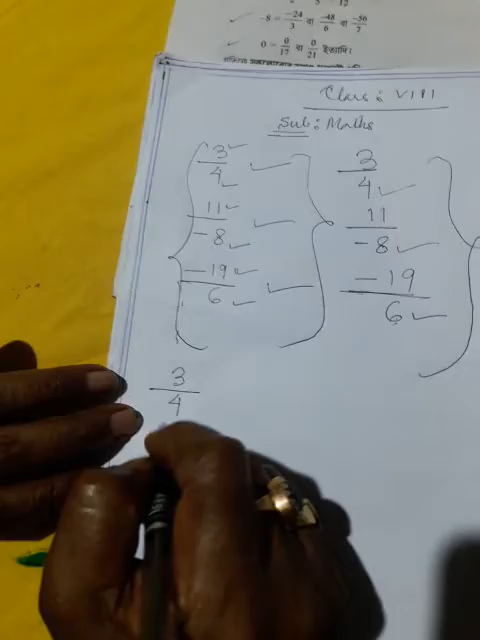 -8 = -24/3 বা -48/6 বা -56/7
0 = 0/17 বা 0/21 ইত্যাদি।
Class : VIII
Sub : Maths
3/4 3/4
11/-8 11/-8
-19/6 -19/6
3/4